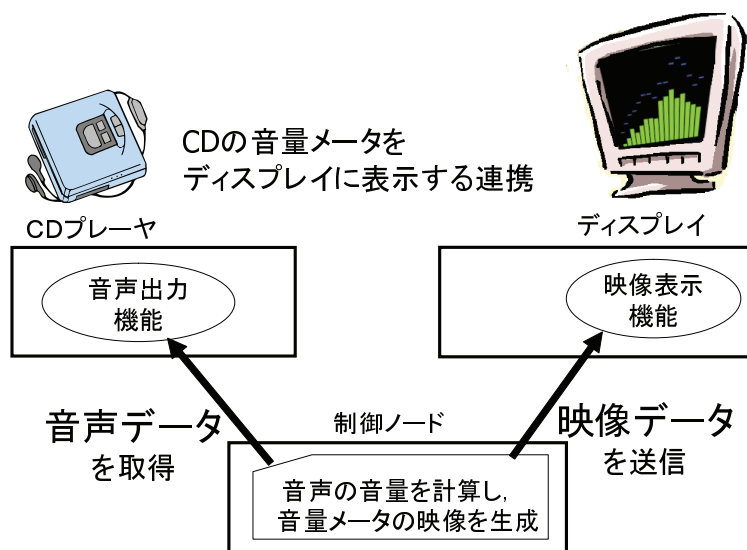 CDの音量メータを
ディスプレイに表示する連携
CDプレーヤ
ディスプレイ
音声出力
機能
映像表示
機能
音声データ
を取得
制御ノード
映像データ
を送信
音声の音量を計算し,
音量メータの映像を生成